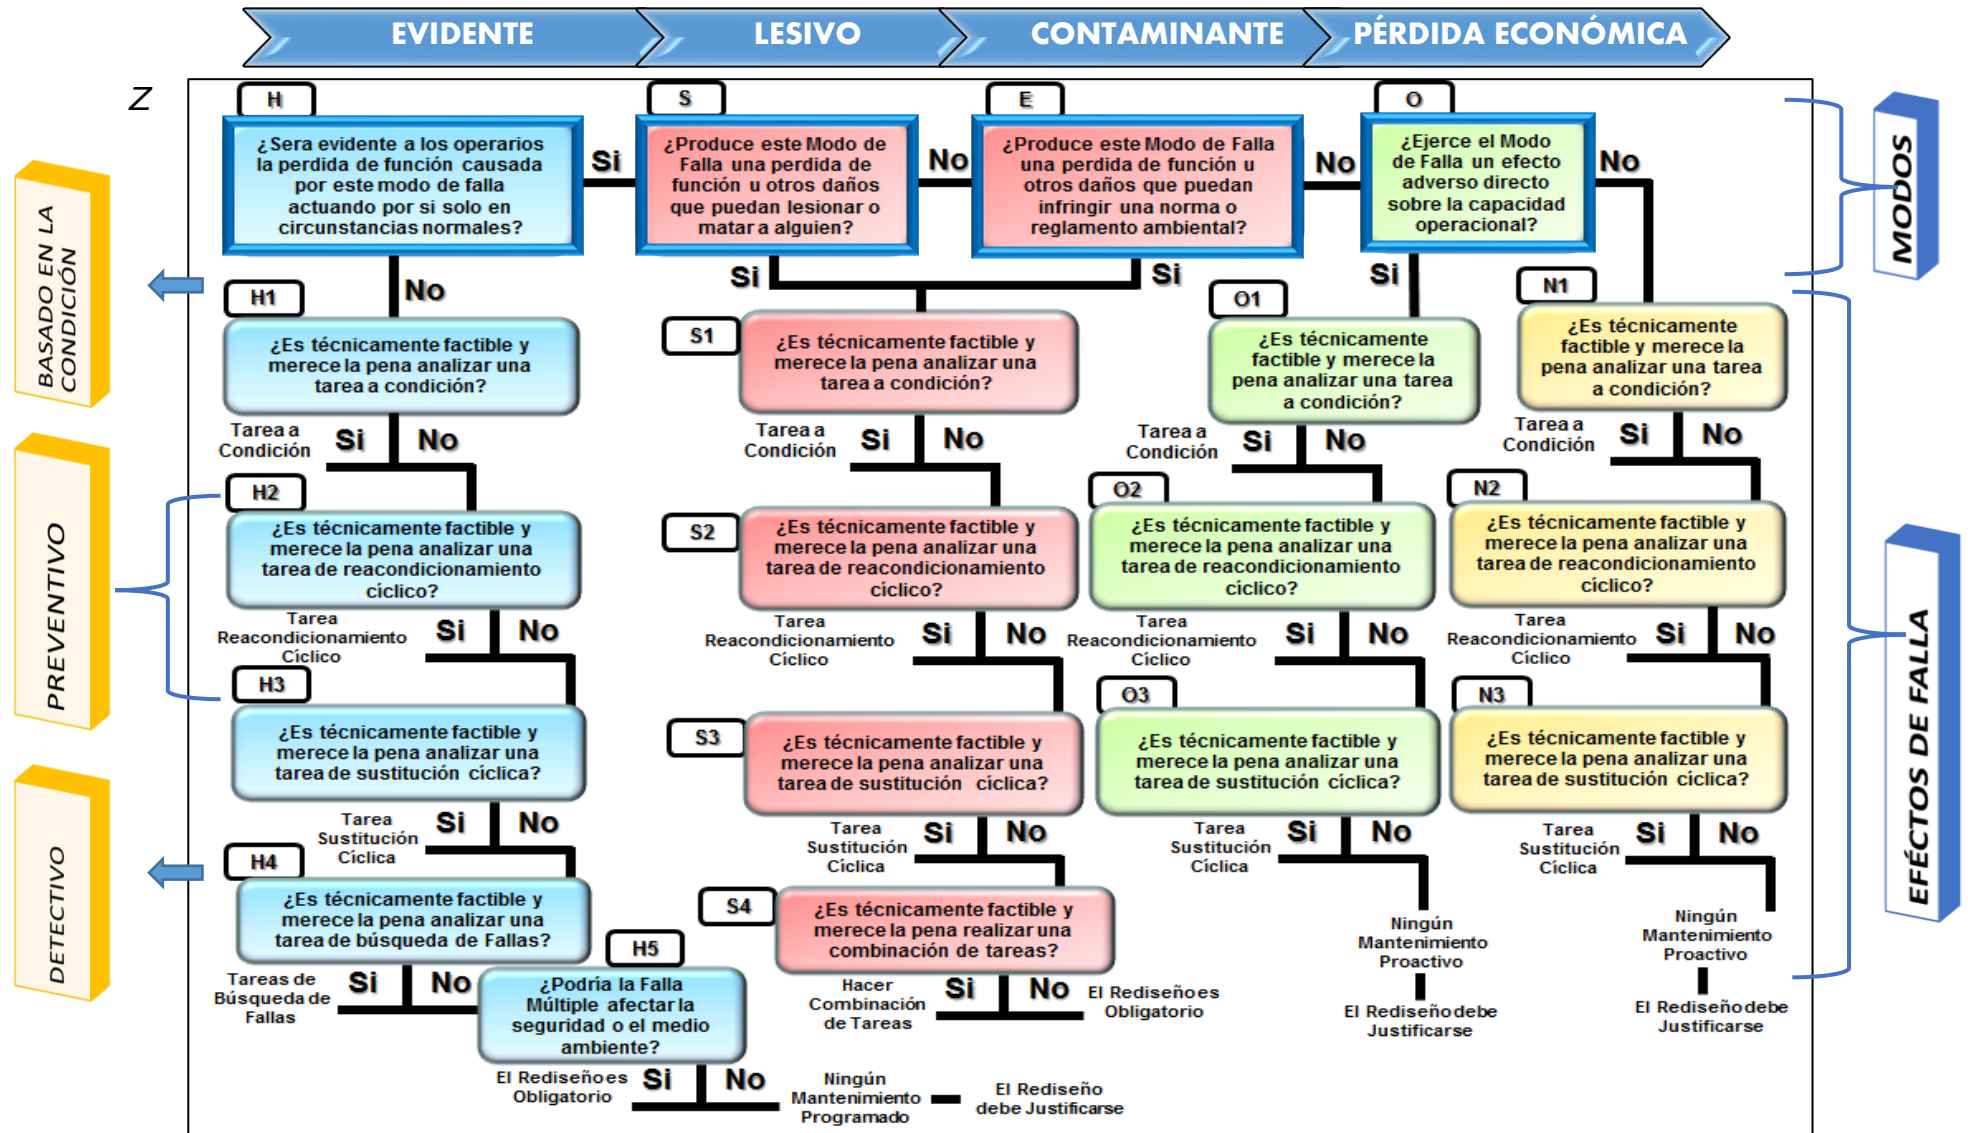 EVIDENTE
LESIVO
CONTAMINANTE
PÉRDIDA ECONÓMICA
Z
H
¿Sera evidente a los operarios
la perdida de función causada
por este modo de falla
actuando por si solo en
circunstancias normales?
Si
S
¿Produce este Modo de
Falla una perdida de
función u otros daños
que puedan lesionar o
matar a alguien?
No
E
¿Produce este Modo de Falla
una perdida de función u
otros daños que puedan
infringir una norma o
reglamento ambiental?
No
O
¿Ejerce el Modo
de Falla un efecto
adverso directo
sobre la capacidad
operacional?
No
MODOS
BASADO EN LA
CONDICIÓN
No
Si
Si
Si
H1
¿Es técnicamente factible y
merece la pena analizar una
tarea a condición?
S1
¿Es técnicamente factible y
merece la pena analizar una
tarea a condición?
O1
¿Es técnicamente
factible y merece la
pena analizar una tarea
a condición?
N1
¿Es técnicamente
factible y merece la
pena analizar una tarea
a condición?
Tarea a
Condición
Si
No
Tarea a
Condición
Si
No
Tarea a
Condición
Si
No
Tarea a
Condición
Si
No
PREVENTIVO
H2
¿Es técnicamente factible y
merece la pena analizar una
tarea de reacondicionamiento
cíclico?
S2
¿Es técnicamente factible y
merece la pena analizar una
tarea de reacondicionamiento
cíclico?
O2
¿Es técnicamente factible y
merece la pena analizar una
tarea de reacondicionamiento
cíclico?
N2
¿Es técnicamente factible y
merece la pena analizar una
tarea de reacondicionamiento
cíclico?
Tarea
Reacondicionamiento
Cíclico
Si
No
Tarea
Reacondicionamiento
Cíclico
Si
No
Tarea
Reacondicionamiento
Cíclico
Si
No
Tarea
Reacondicionamiento
Cíclico
Si
No
EFÉCTOS DE FALLA
H3
¿Es técnicamente factible y
merece la pena analizar una
tarea de sustitución cíclica?
S3
¿Es técnicamente factible y
merece la pena analizar una
tarea de sustitución cíclica?
O3
¿Es técnicamente factible y
merece la pena analizar una
tarea de sustitución cíclica?
N3
¿Es técnicamente factible y
merece la pena analizar una
tarea de sustitución cíclica?
Tarea
Sustitución
Cíclica
Si
No
Tarea
Sustitución
Cíclica
Si
No
Tarea
Sustitución
Cíclica
Si
No
Tarea
Sustitución
Cíclica
Si
No
DETECTIVO
H4
¿Es técnicamente factible y
merece la pena analizar una
tarea de búsqueda de Fallas?
S4
¿Es técnicamente factible y
merece la pena realizar una
combinación de tareas?
Ningún
Mantenimiento
Proactivo
El Rediseño debe
Justificarse
Ningún
Mantenimiento
Proactivo
El Rediseño debe
Justificarse
Tareas de
Búsqueda de
Fallas
Si
No
H5
¿Podría la Falla
Múltiple afectar la
seguridad o el medio
ambiente?
Hacer
Combinación
de Tareas
Si
No
El Rediseño es
Obligatorio
El Rediseño es
Obligatorio
Si
No
Ningún
Mantenimiento
Programado
El Rediseño
debe Justificarse